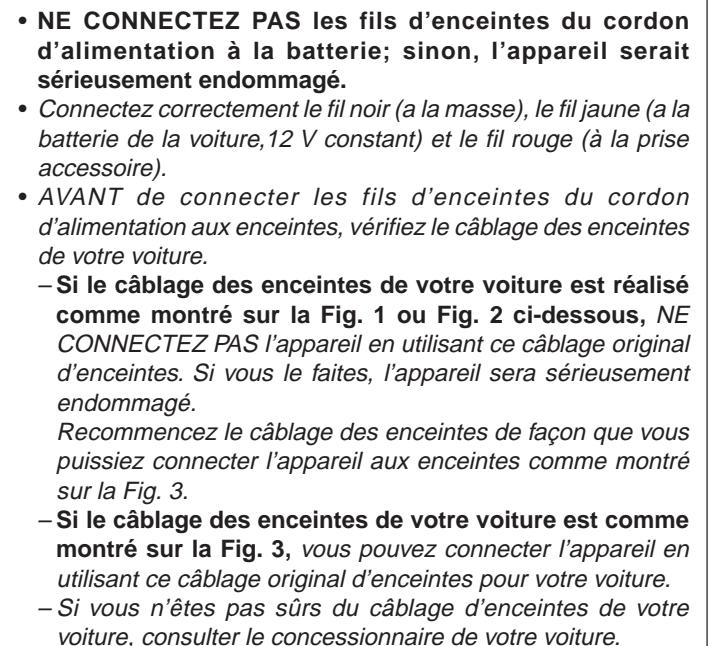 • NE CONNECTEZ PAS les fils d’enceintes du cordon
d’alimentation à la batterie; sinon, l’appareil serait
sérieusement endommagé.
• Connectez correctement le fil noir (a la masse), le fil jaune (a la
batterie de la voiture,12 V constant) et le fil rouge (à la prise
accessoire).
• AVANT de connecter les fils d’enceintes du cordon
d’alimentation aux enceintes, vérifiez le câblage des enceintes
de votre voiture.
– Si le câblage des enceintes de votre voiture est réalisé
comme montré sur la Fig. 1 ou Fig. 2 ci-dessous, NE
CONNECTEZ PAS l’appareil en utilisant ce câblage original
d’enceintes. Si vous le faites, l’appareil sera sérieusement
endommagé.
Recommencez le câblage des enceintes de façon que vous
puissiez connecter l’appareil aux enceintes comme montré
sur la Fig. 3.
– Si le câblage des enceintes de votre voiture est comme
montré sur la Fig. 3, vous pouvez connecter l’appareil en
utilisant ce câblage original d’enceintes pour votre voiture.
– Si vous n’êtes pas sûrs du câblage d’enceintes de votre
voiture, consulter le concessionnaire de votre voiture.